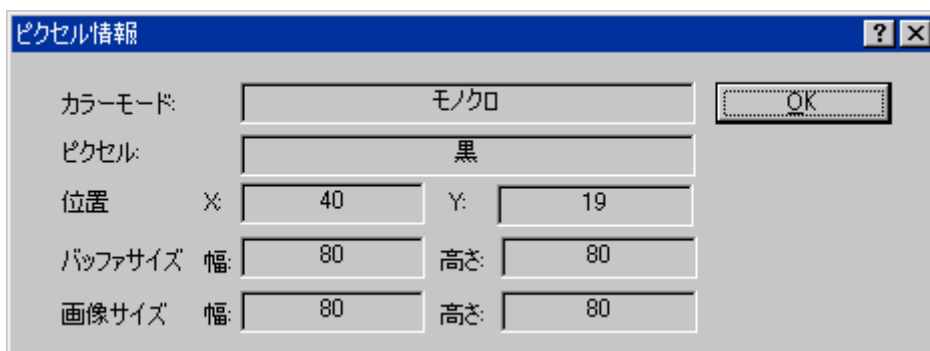 ピクセル情報
カラーモード: モノクロ OK
ピクセル: 黒
位置 X: 40 Y: 19
バッファサイズ 幅: 80 高さ: 80
画像サイズ 幅: 80 高さ: 80